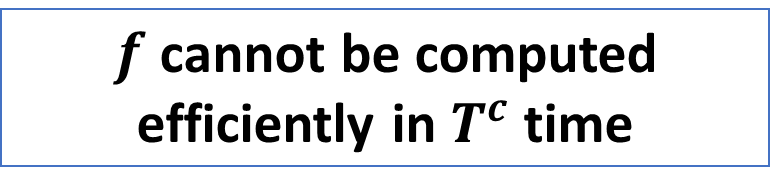 f cannot be computed
efficiently in T^c time